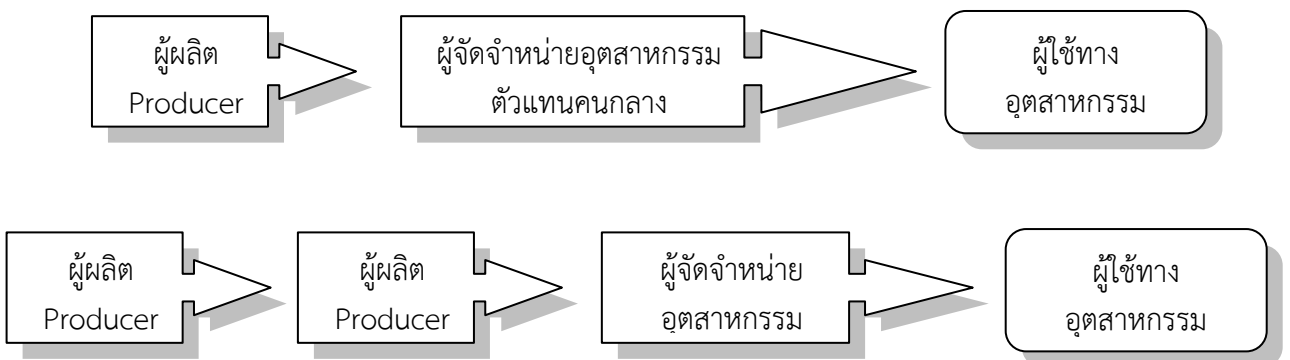 ผู้ผลิต
Producer
ผู้จัดจำหน่ายอุตสาหกรรม
ตัวแทนคนกลาง
ผู้ใช้ทาง
อุตสาหกรรม
ผู้ผลิต
Producer
ผู้ผลิต
Producer
ผู้จัดจำหน่าย
อุตสาหกรรม
ผู้ใช้ทาง
อุตสาหกรรม